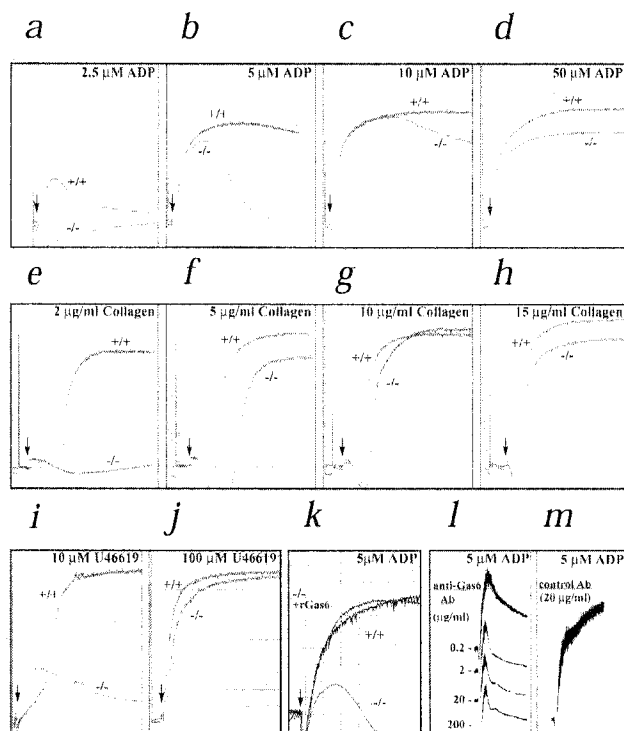 a b c d
2.5 μM ADP 5 μM ADP 10 μM ADP 50 μM ADP
+/+ +/+ +/+ +/+
-/- -/- -/- -/-
e f g h
2 μg/ml Collagen 5 μg/ml Collagen 10 μg/ml Collagen 15 μg/ml Collagen
+/+ +/+ +/+ +/+
-/- -/- -/- -/-
i j k l m
10 μM U46619 100 μM U46619 5μM ADP 5 μM ADP 5 μM ADP
+/+ +/+ -/- +rGas6 +/+ -/-
-/- -/-
anti-Gas6 Ab (μg/ml)
control Ab (20 μg/ml)
0.2 -
2 -
20 -
200 -